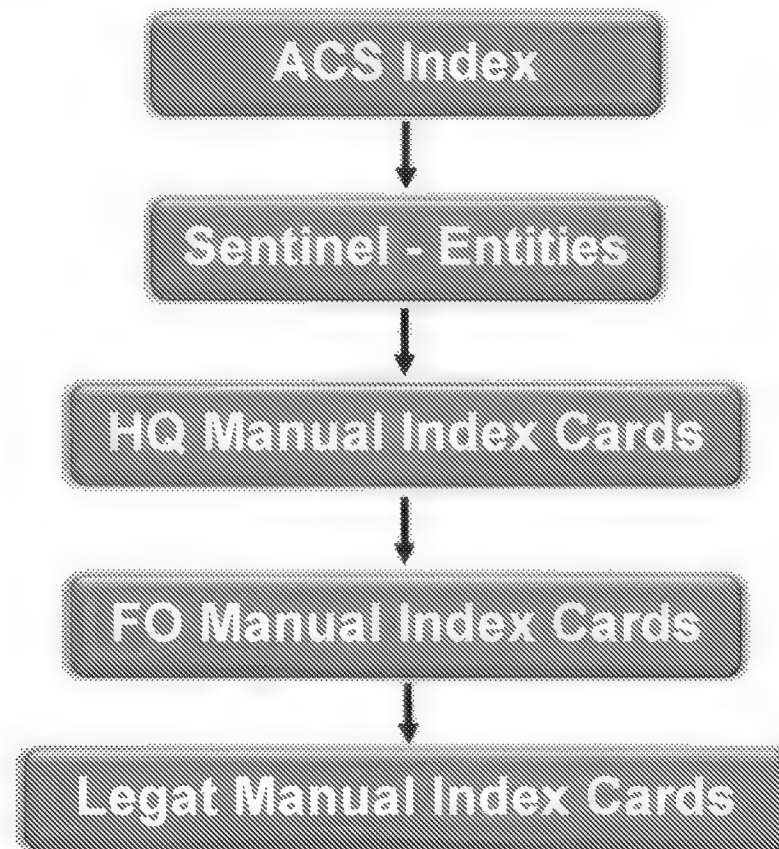 ACS Index
Sentinel - Entities
HQ Manual Index Cards
FO Manual Index Cards
Legat Manual Index Cards